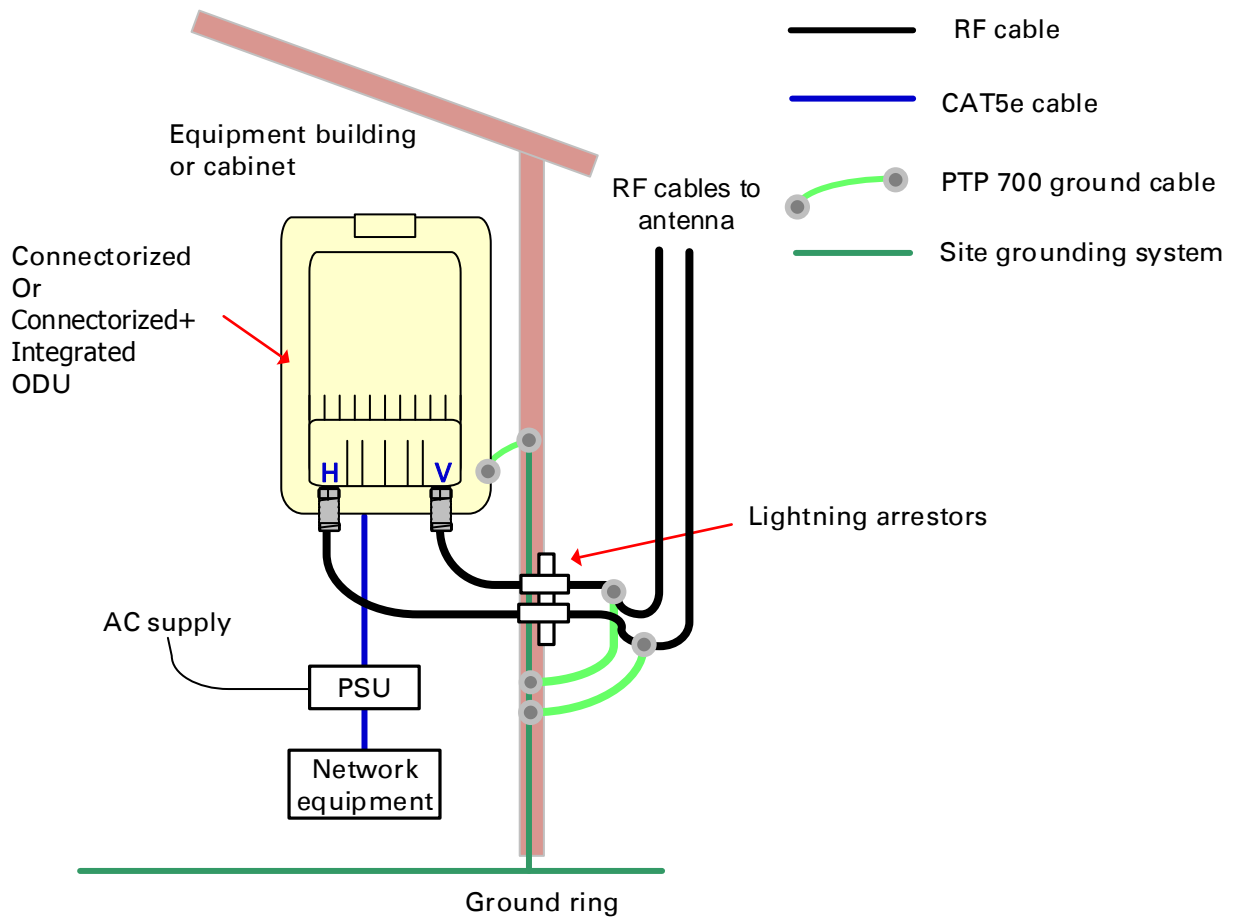 RF cable
CAT5e cable
PTP 700 ground cable
Site grounding system
Equipment building
or cabinet
RF cables to
antenna
Connectorized
Or
Connectorized+
Integrated
ODU
H
V
Lightning arrestors
AC supply
PSU
Network
equipment
Ground ring